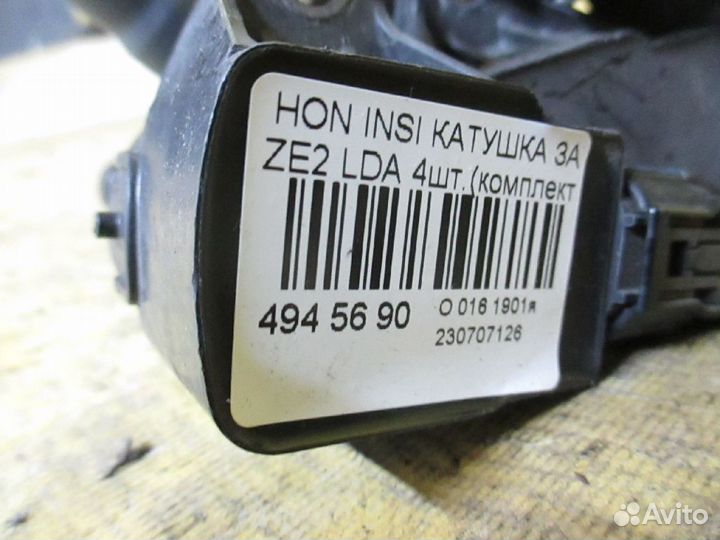 HON INSI КАТУШКА ЗА
ZE2 LDA 4шт.(комплект
494 56 90
О 016 1901я
230707126
Avito